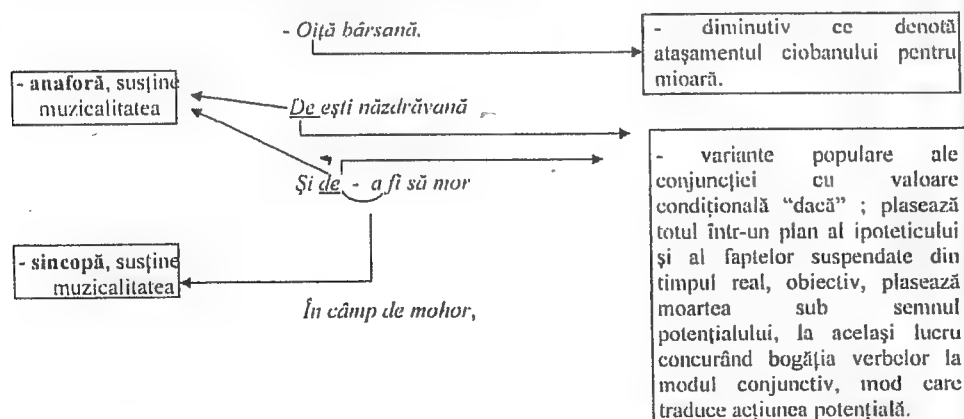 - Oiță bârsană.
- diminutiv ce denotă
atașamentul ciobanului pentru
mioară.
- anaforă, susține
muzicalitatea
De ești năzdrăvană
- variante populare ale
conjuncției cu valoare
condițională “dacă” ; plasează
totul într-un plan al ipoteticului
și al faptelor suspendate din
timpul real, obiectiv, plasează
moartea sub semnul
potențialului, la același lucru
concurând bogăția verbelor la
modul conjunctiv, mod care
traduce acțiunea potențială.
Și de - a fi să mor
- sincopă, susține
muzicalitatea
În câmp de mohor,